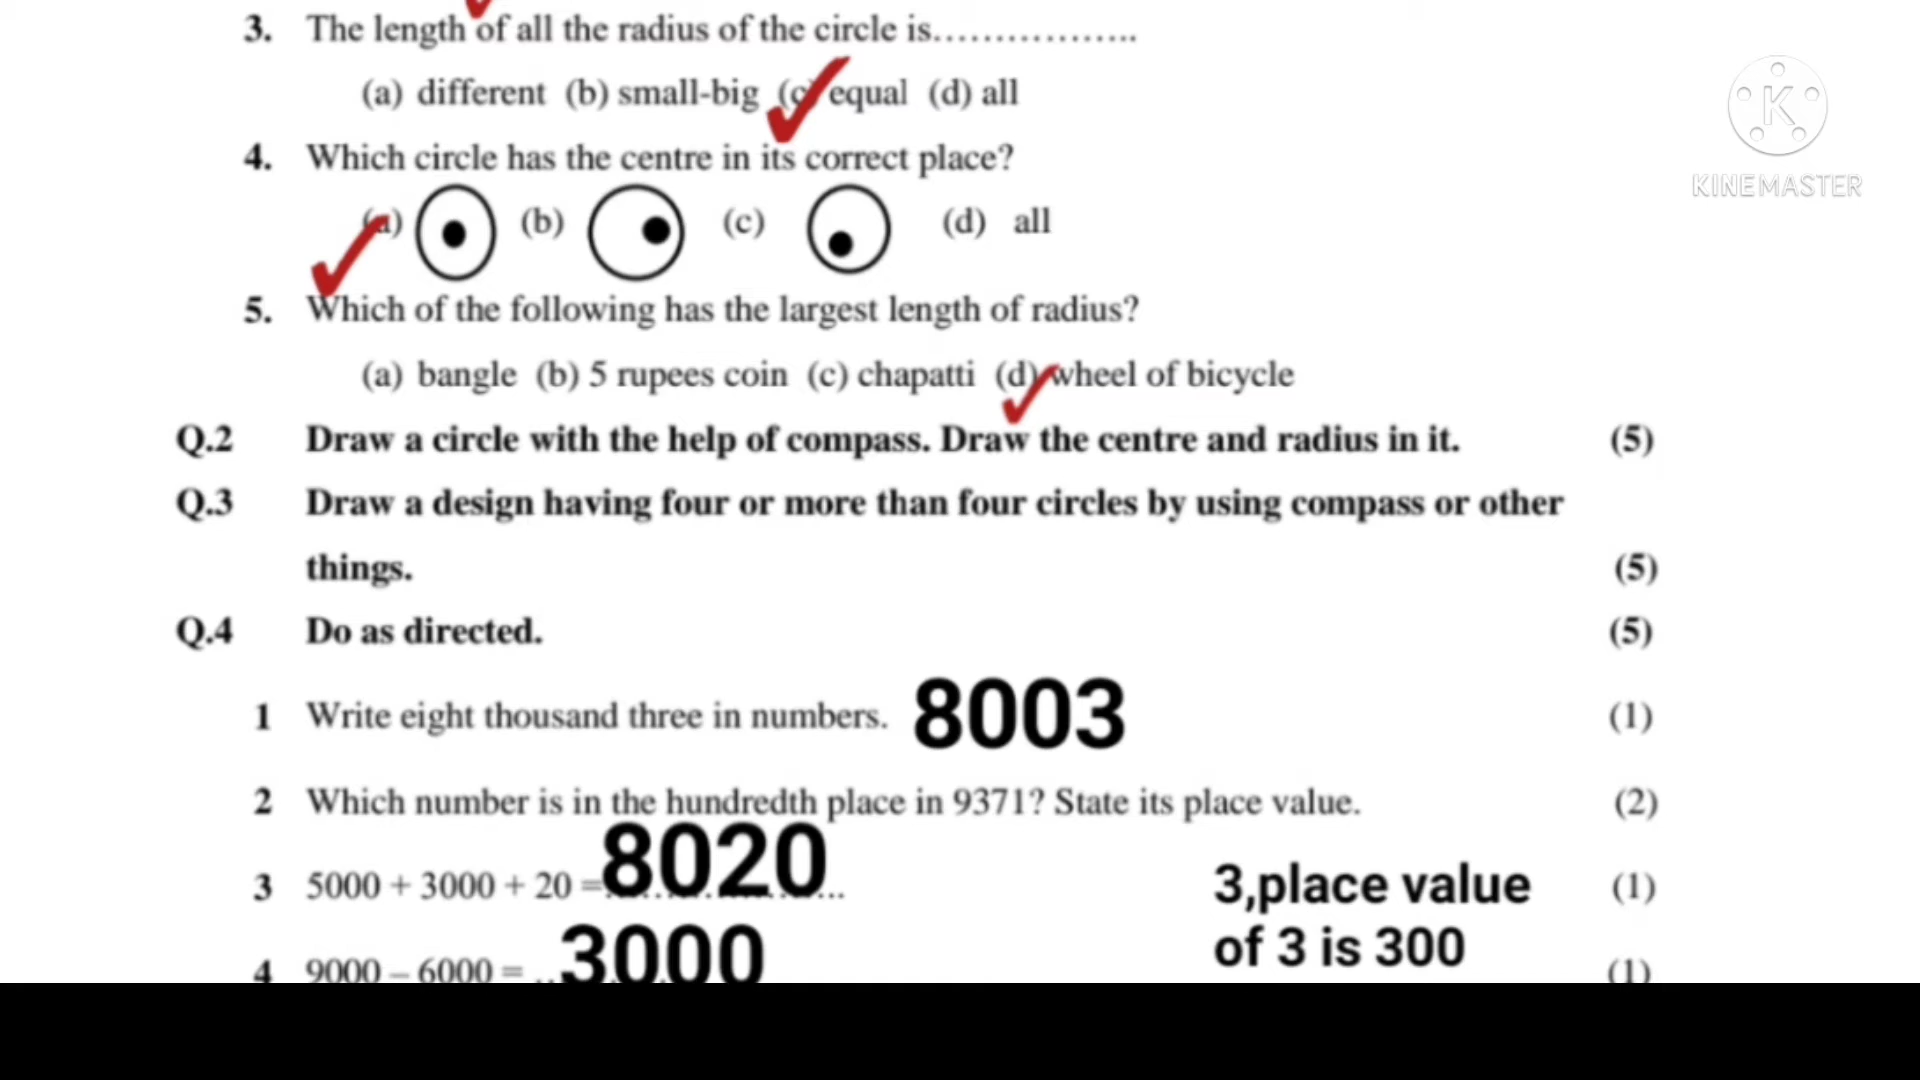 3. The length of all the radius of the circle is..................
(a) different (b) small-big (c) equal (d) all
4. Which circle has the centre in its correct place?
(a) (b) (c) (d) all
5. Which of the following has the largest length of radius?
(a) bangle (b) 5 rupees coin (c) chapatti (d) wheel of bicycle
Q.2 Draw a circle with the help of compass. Draw the centre and radius in it. (5)
Q.3 Draw a design having four or more than four circles by using compass or other
things. (5)
Q.4 Do as directed. (5)
1 Write eight thousand three in numbers. 8003 (1)
2 Which number is in the hundredth place in 9371? State its place value. (2)
3 5000 + 3000 + 20 = 8020 (1)
3,place value
of 3 is 300
4 9000 – 6000 = 3000 (1)
K
KINEMASTER